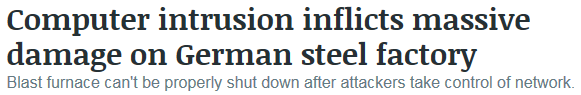 Computer intrusion inflicts massive
damage on German steel factory
Blast furnace can't be properly shut down after attackers take control of network.